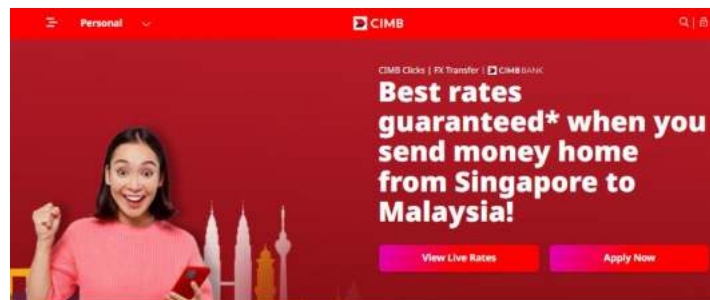 Personal
CIMB
CIMB Clicks | FX Transfer | CIMB BANK
Best rates
guaranteed* when you
send money home
from Singapore to
Malaysia!
View Live Rates
Apply Now